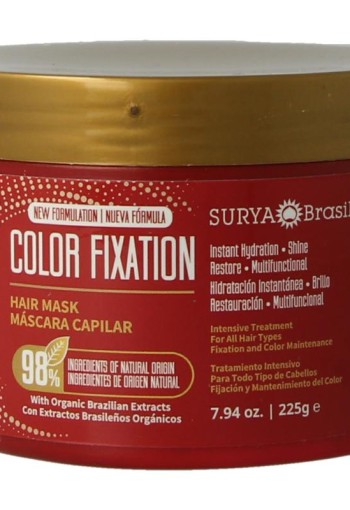 NEW FORMULATION | NUEVA FÓRMULA
COLOR FIXATION
HAIR MASK
MÁSCARA CAPILAR
98%
INGREDIENTS OF NATURAL ORIGIN
INGREDIENTES DE ORIGEN NATURAL
With Organic Brazilian Extracts
Con Extractos Brasileños Orgánicos
SURYA Brasil
Instant Hydration • Shine
Restore • Multifunctional
Hidratación Instantánea • Brillo
Restauración • Multifuncional
Intensive Treatment
For All Hair Types
Fixation and Color Maintenance
Tratamiento Intensivo
Para Todo Tipo de Cabellos
Fijación y Mantenimiento del Color
7.94 oz. | 225g e